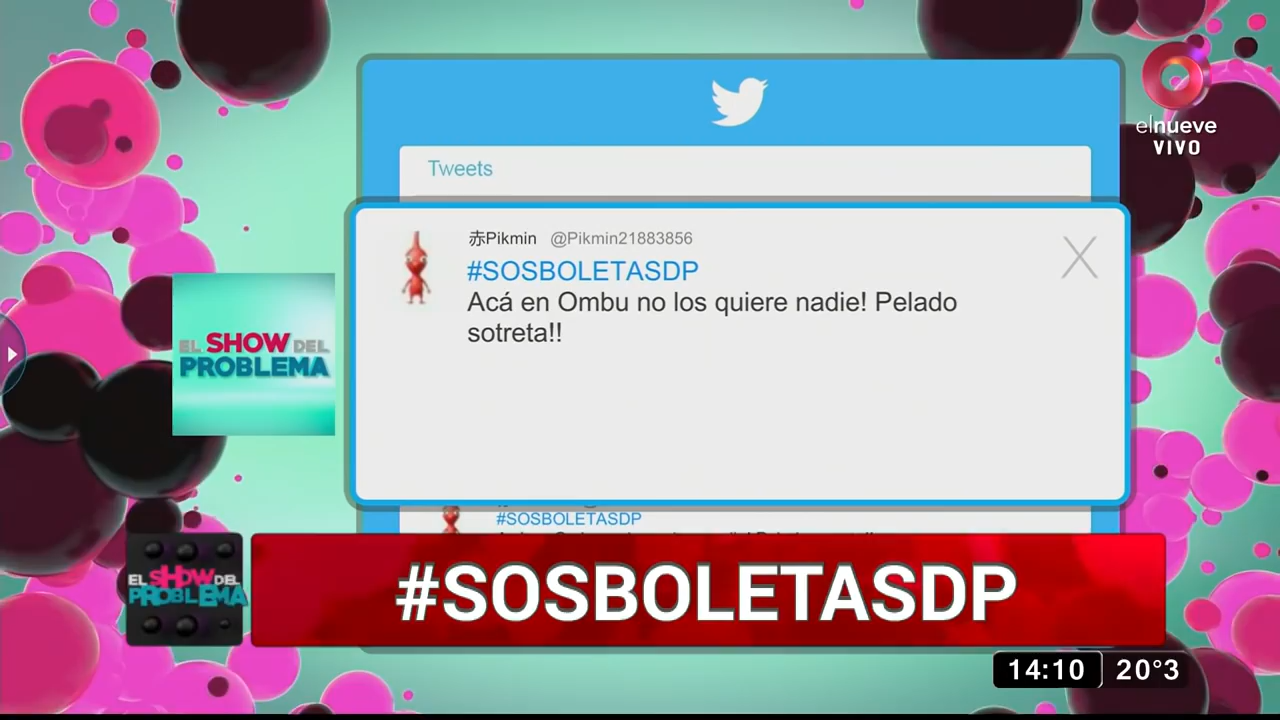 elnueve
VIVO
Tweets
赤Pikmin @Pikmin21883856
#SOSBOLETASDP
Acá en Ombu no los quiere nadie! Pelado
sotreta!!
EL SHOW DEL
PROBLEMA
#SOSBOLETASDP
EL SHOW DEL
PROBLEMA
#SOSBOLETASDP
14:10 20°3